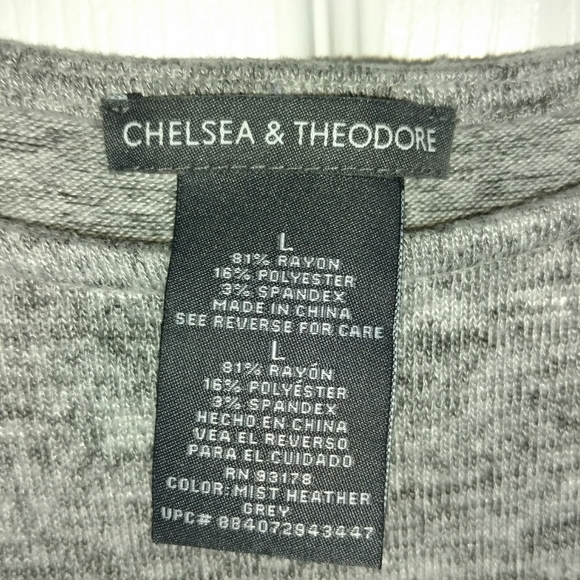 CHELSEA & THEODORE
L
81% RAYON
16% POLYESTER
3% SPANDEX
MADE IN CHINA
SEE REVERSE FOR CARE
L
81% RAYÓN
16% POLYÉSTER
3% SPANDEX
HECHO EN CHINA
VEA EL REVERSO
PARA EL CUIDADO
RN 93178
COLOR: MIST HEATHER
GREY
UPC# 884072943447